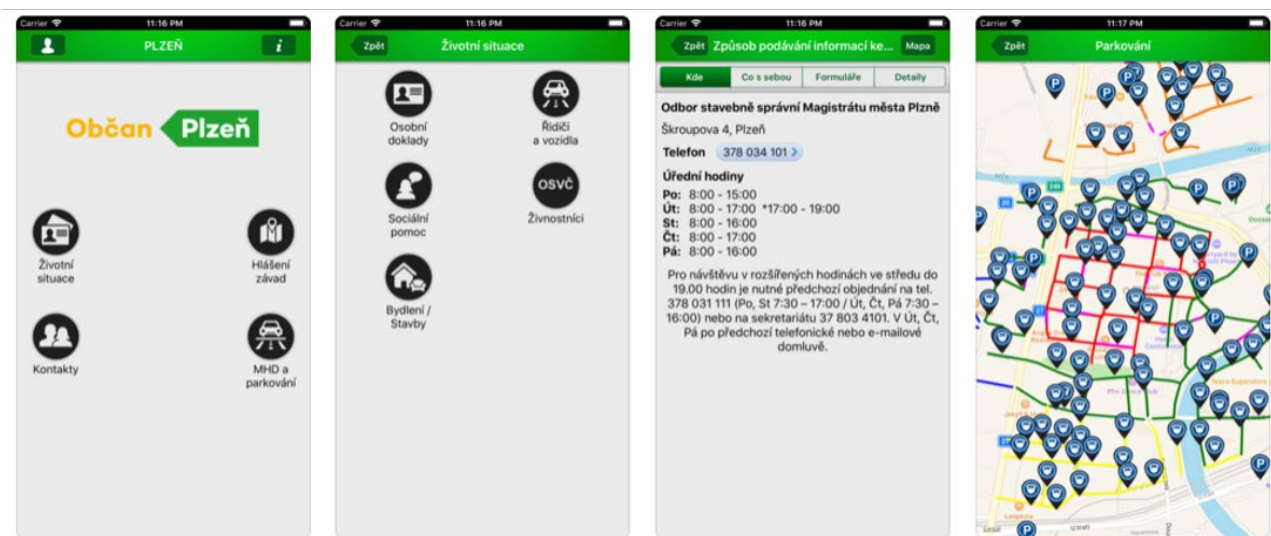 Carrier 11:16 PM
PLZEŇ
i
Občan Plzeň
Životní
situace
Hlášení
závad
Kontakty
MHD a
parkování
Carrier 11:16 PM
Zpět Životní situace
Osobní
doklady
Řidiči
a vozidla
Sociální
pomoc
OSVČ
Živnostníci
Bydlení /
Stavby
Carrier 11:16 PM
Zpět Způsob podávání informací ke... Mapa
Kde Co s sebou Formuláře Detaily
Odbor stavebně správní Magistrátu města Plzně
Škroupova 4, Plzeň
Telefon 378 034 101 >
Úřední hodiny
Po: 8:00 - 15:00
Út: 8:00 - 17:00 *17:00 - 19:00
St: 8:00 - 16:00
Čt: 8:00 - 17:00
Pá: 8:00 - 16:00
Pro návštěvu v rozšířených hodinách ve středu do
19.00 hodin je nutné předchozí objednání na tel.
378 031 111 (Po, St 7:30 – 17:00 / Út, Čt, Pá 7:30 –
16:00) nebo na sekretariátu 37 803 4101. V Út, Čt,
Pá po předchozí telefonické nebo e-mailové
domluvě.
Carrier 11:17 PM
Zpět Parkování
Tesco Superstore
Langusta
U trati